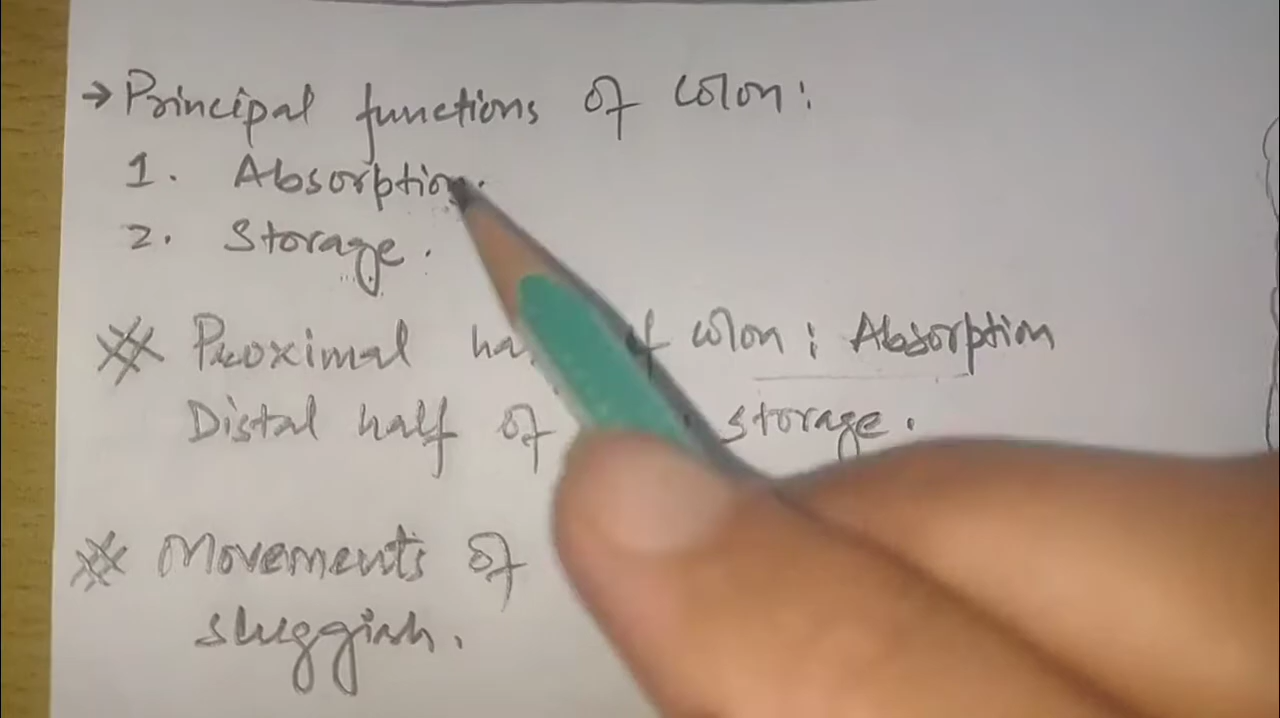 → Principal functions of colon:
1. Absorption.
2. Storage.
Proximal of colon: Absorption
Distal half of storage.
Movements of
sluggish.